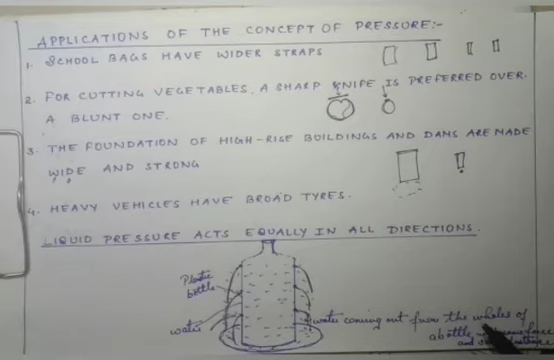 APPLICATIONS OF THE CONCEPT OF PRESSURE:-
1. SCHOOL BAGS HAVE WIDER STRAPS
2. FOR CUTTING VEGETABLES, A SHARP KNIFE IS PREFERRED OVER
A BLUNT ONE.
3. THE FOUNDATION OF HIGH-RISE BUILDINGS AND DAMS ARE MADE
WIDE AND STRONG
4. HEAVY VEHICLES HAVE BROAD TYRES.
LIQUID PRESSURE ACTS EQUALLY IN ALL DIRECTIONS.
Plastic
bottle
water
water coming out from the wholes of
a bottle
and